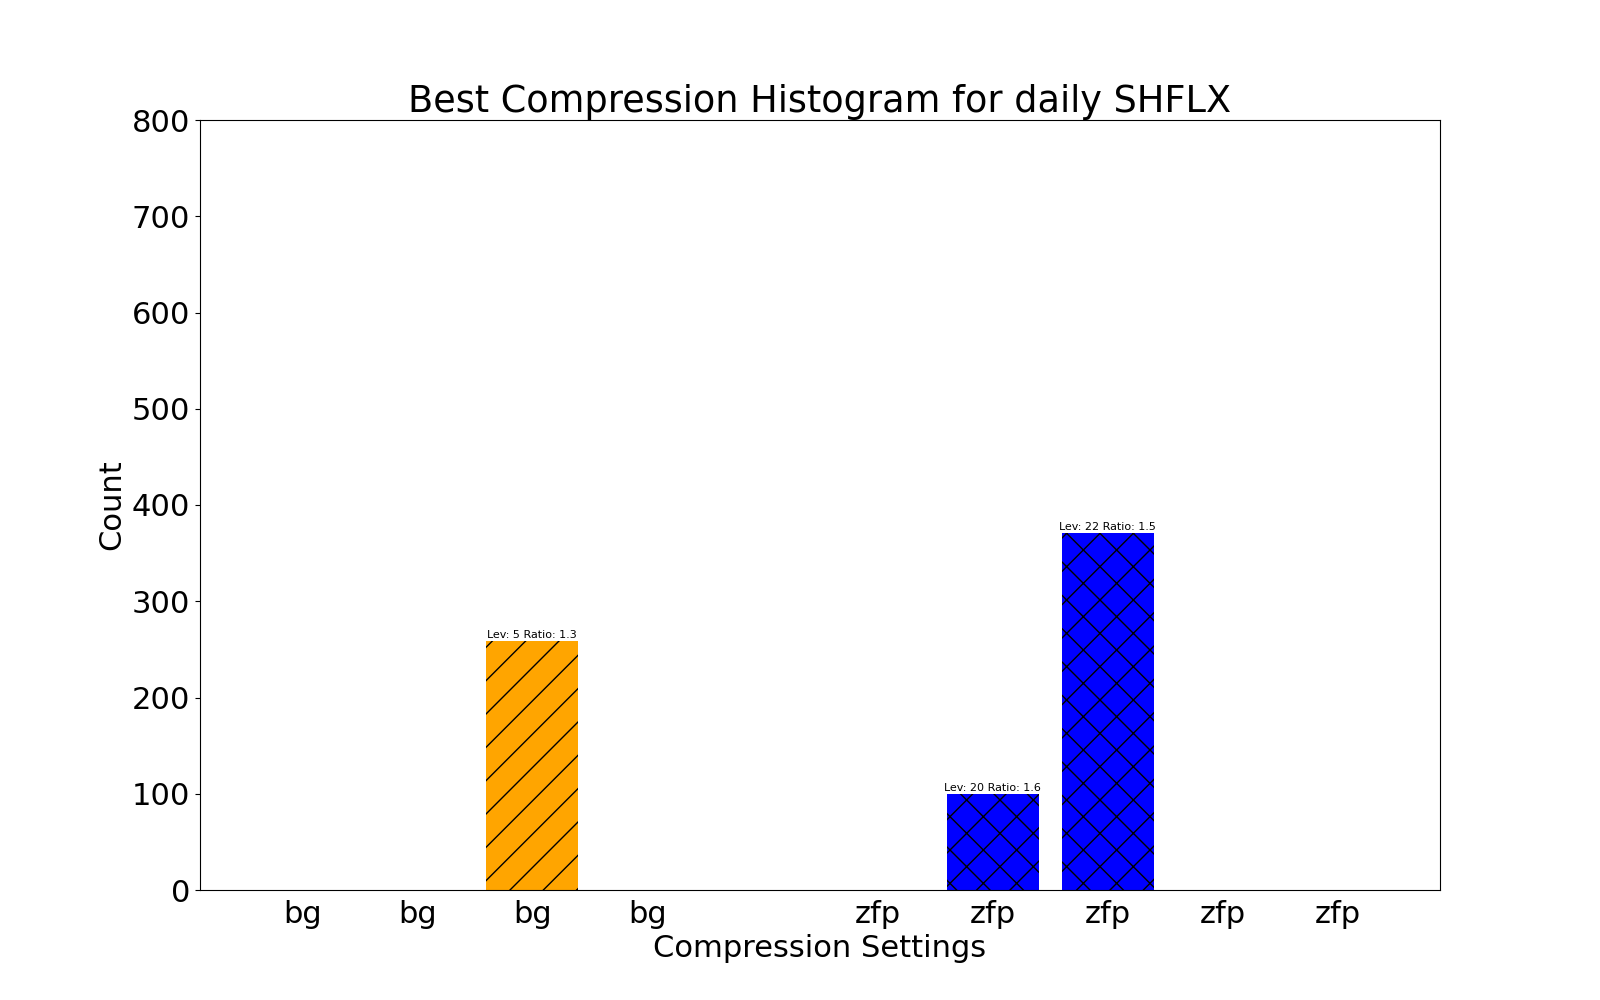 Best Compression Histogram for daily SHFLX
800
700
600
500
400
300
200
100
0
Count
Lev: 5 Ratio: 1.3
Lev: 20 Ratio: 1.6
Lev: 22 Ratio: 1.5
bg bg bg bg zfp zfp zfp zfp zfp
Compression Settings